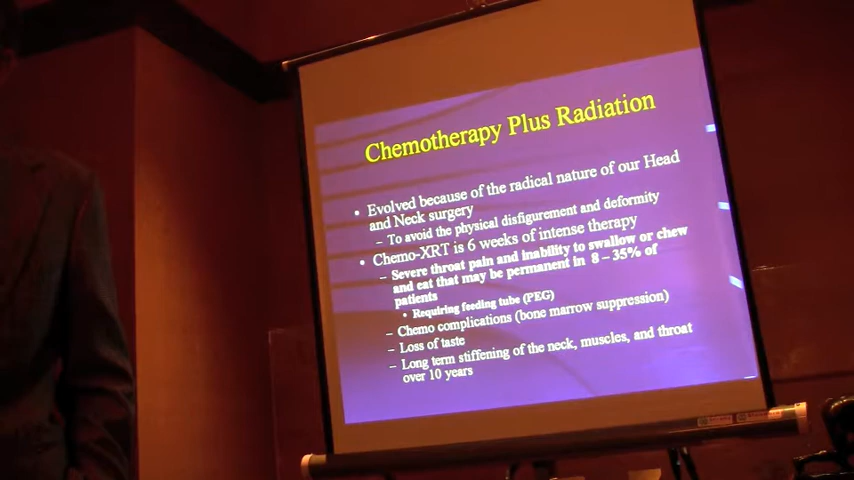 Chemotherapy Plus Radiation
• Evolved because of the radical nature of our Head
and Neck surgery
– To avoid the physical disfigurement and deformity
• Chemo-XRT is 6 weeks of intense therapy
– Severe throat pain and inability to swallow or chew
and eat that may be permanent in 8 – 35% of
patients
• Requiring feeding tube (PEG)
– Chemo complications (bone marrow suppression)
– Loss of taste
– Long term stiffening of the neck, muscles, and throat
over 10 years